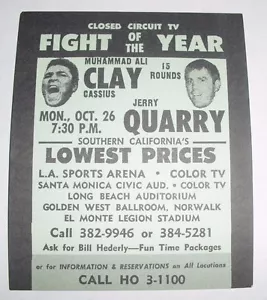 CLOSED CIRCUIT TV
FIGHT OF THE YEAR
MUHAMMAD ALI
CLAY
CASSIUS
15
ROUNDS
JERRY
QUARRY
MON., OCT. 26
7:30 P.M.
SOUTHERN CALIFORNIA'S
LOWEST PRICES
L.A. SPORTS ARENA • COLOR TV
SANTA MONICA CIVIC AUD. • COLOR TV
LONG BEACH AUDITORIUM
GOLDEN WEST BALLROOM, NORWALK
EL MONTE LEGION STADIUM
Call 382-9946 or 384-5281
Ask for Bill Hederly—Fun Time Packages
or for INFORMATION & RESERVATIONS on All Locations
CALL HO 3-1100